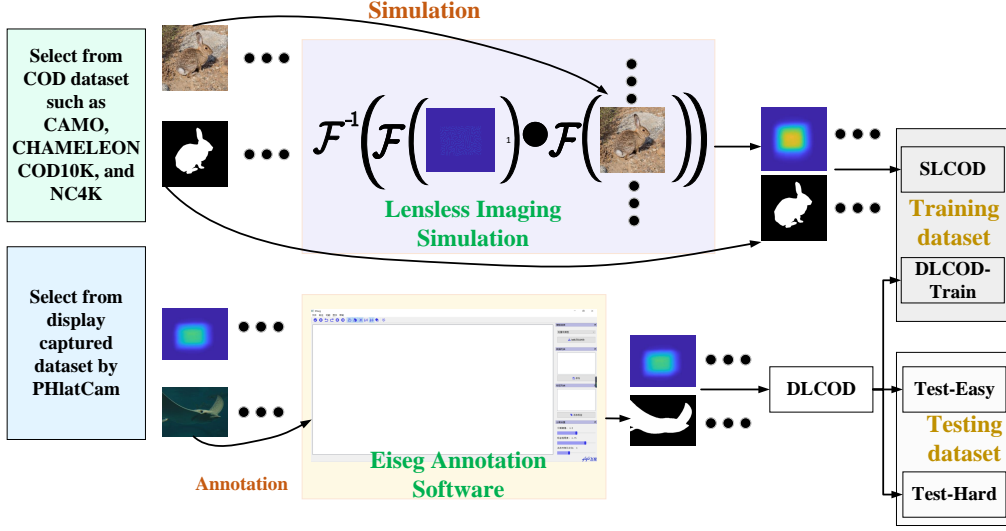 Simulation
Select from
COD dataset
such as
CAMO,
CHAMELEON
COD10K, and
NC4K
𝓕⁻¹(𝓕( 1)●𝓕( ))
Lensless Imaging
Simulation
SLCOD
Training
dataset
DLCOD-
Train
Select from
display
captured
dataset by
PHlatCam
Annotation
Eiseg Annotation
Software
DLCOD
Test-Easy
Testing
dataset
Test-Hard